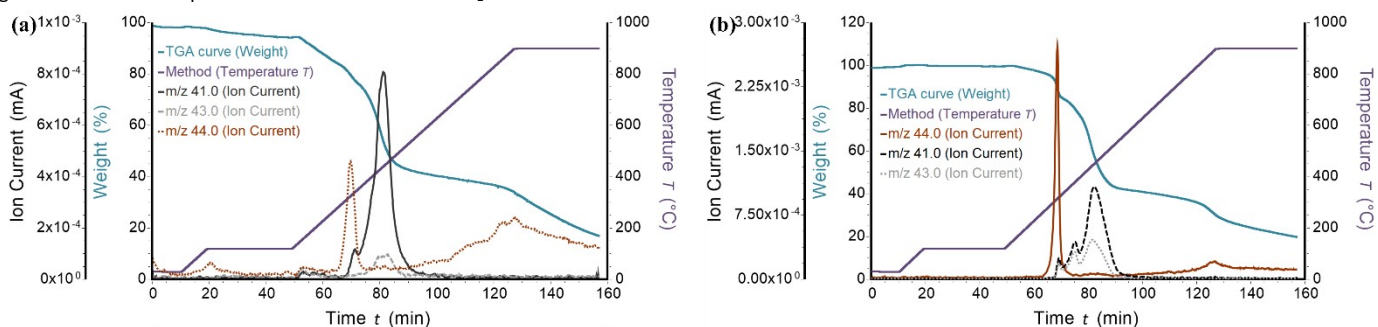 (a)
1x10⁻³
8x10⁻⁴
6x10⁻⁴
4x10⁻⁴
2x10⁻⁴
0x10⁰
Ion Current (mA)
100
80
60
40
20
0
Weight (%)
TGA curve (Weight)
Method (Temperature T)
m/z 41.0 (Ion Current)
m/z 43.0 (Ion Current)
m/z 44.0 (Ion Current)
1000
800
600
400
200
0
Temperature T (°C)
0 20 40 60 80 100 120 140 160
Time t (min)
(b)
3.00x10⁻³
2.25x10⁻³
1.50x10⁻³
7.50x10⁻⁴
0.00x10⁰
Ion Current (mA)
120
100
80
60
40
20
0
Weight (%)
TGA curve (Weight)
Method (Temperature T)
m/z 44.0 (Ion Current)
m/z 41.0 (Ion Current)
m/z 43.0 (Ion Current)
1000
800
600
400
200
0
Temperature T (°C)
0 20 40 60 80 100 120 140 160
Time t (min)